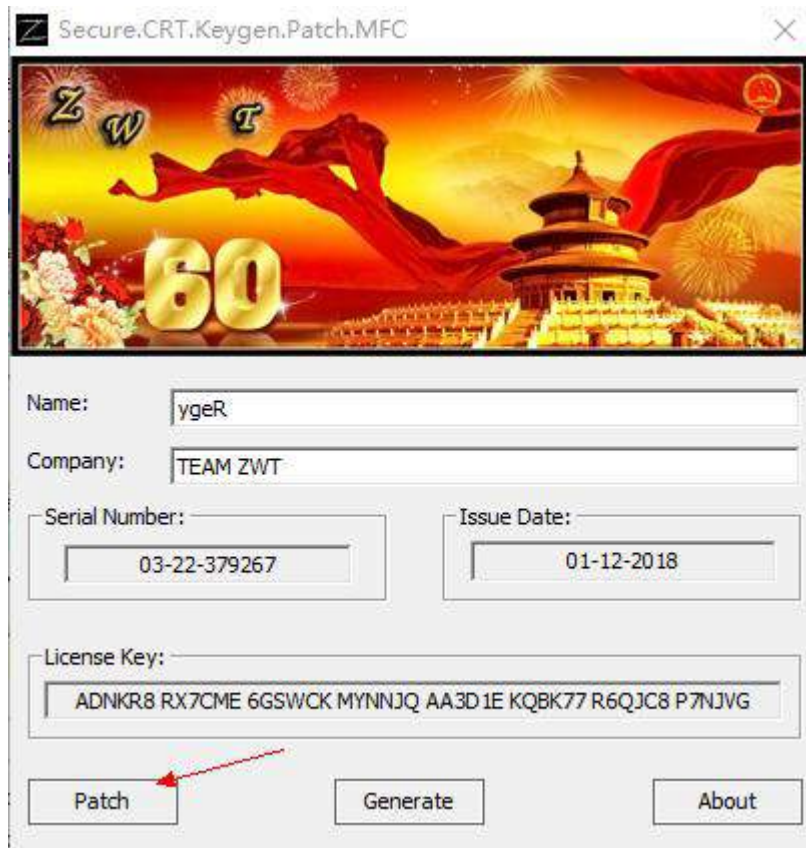 Secure.CRT.Keygen.Patch.MFC
Z W T
60
Name: ygeR
Company: TEAM ZWT
Serial Number: Issue Date:
03-22-379267 01-12-2018
License Key:
ADNKR8 RX7CME 6GSWCK MYNNJQ AA3D1E KQBK77 R6QJC8 P7NJVG
Patch Generate About